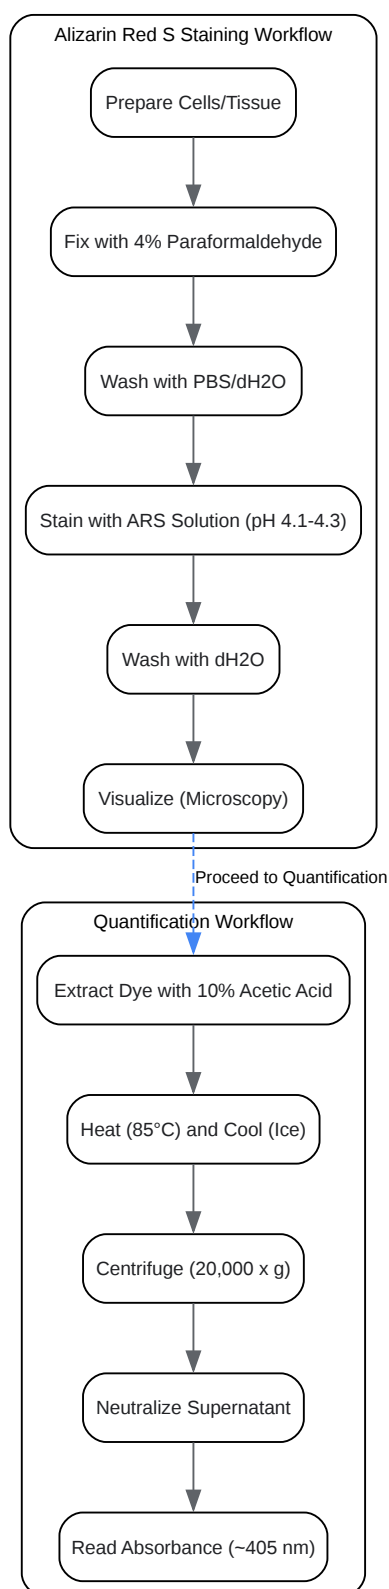 Alizarin Red S Staining Workflow
Prepare Cells/Tissue
Fix with 4% Paraformaldehyde
Wash with PBS/dH2O
Stain with ARS Solution (pH 4.1-4.3)
Wash with dH2O
Visualize (Microscopy)
Proceed to Quantification
Quantification Workflow
Extract Dye with 10% Acetic Acid
Heat (85°C) and Cool (Ice)
Centrifuge (20,000 x g)
Neutralize Supernatant
Read Absorbance (~405 nm)